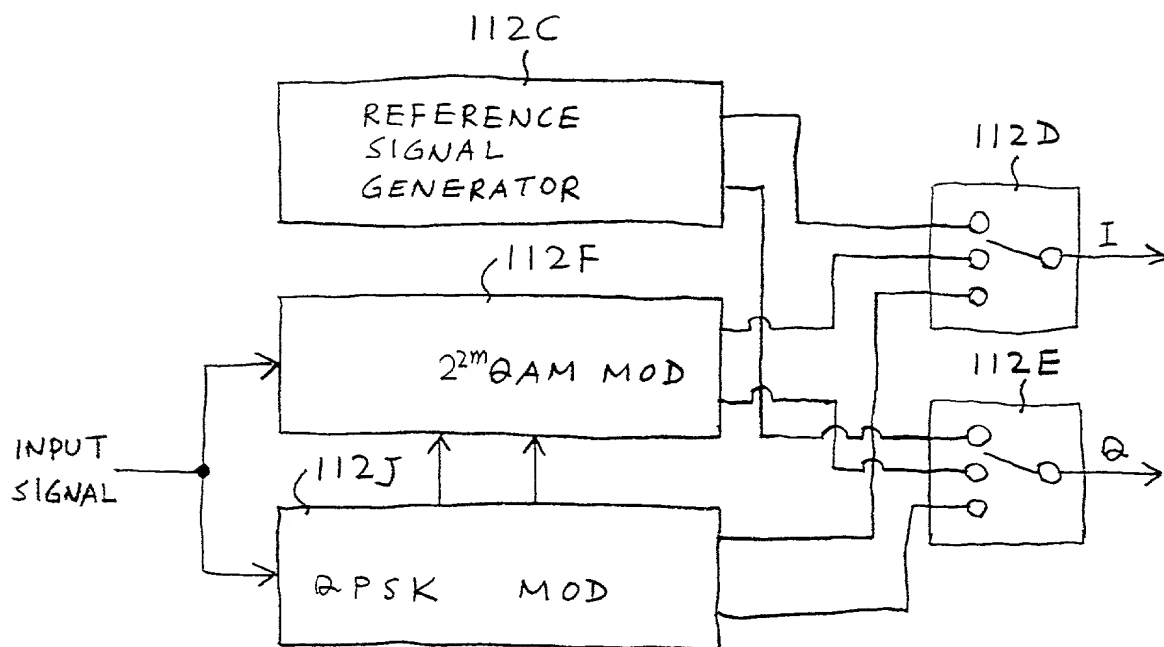 112C
REFERENCE
SIGNAL
GENERATOR
112D
I
112F
2^2m QAM MOD
112E
Q
INPUT
SIGNAL
112J
QPSK MOD